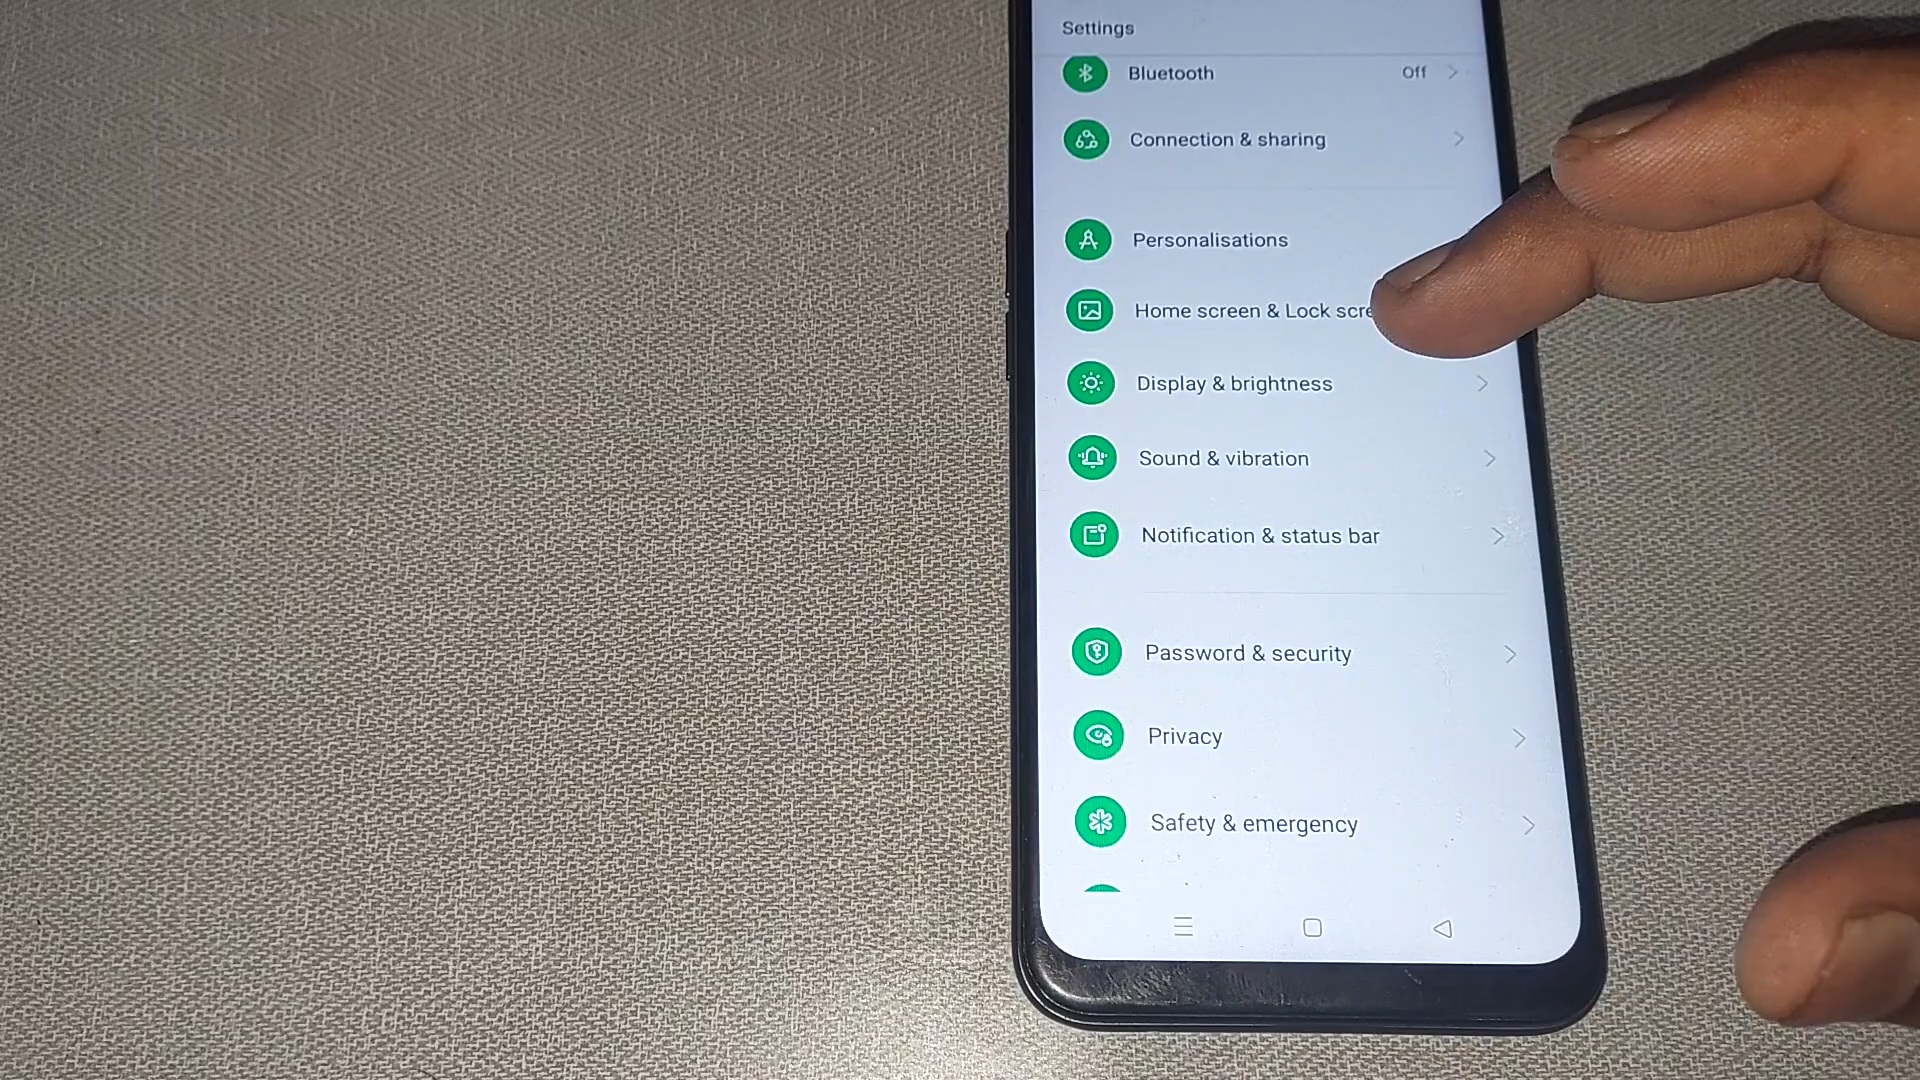 Settings
Bluetooth Off
Connection & sharing
Personalisations
Home screen & Lock scre
Display & brightness
Sound & vibration
Notification & status bar
Password & security
Privacy
Safety & emergency